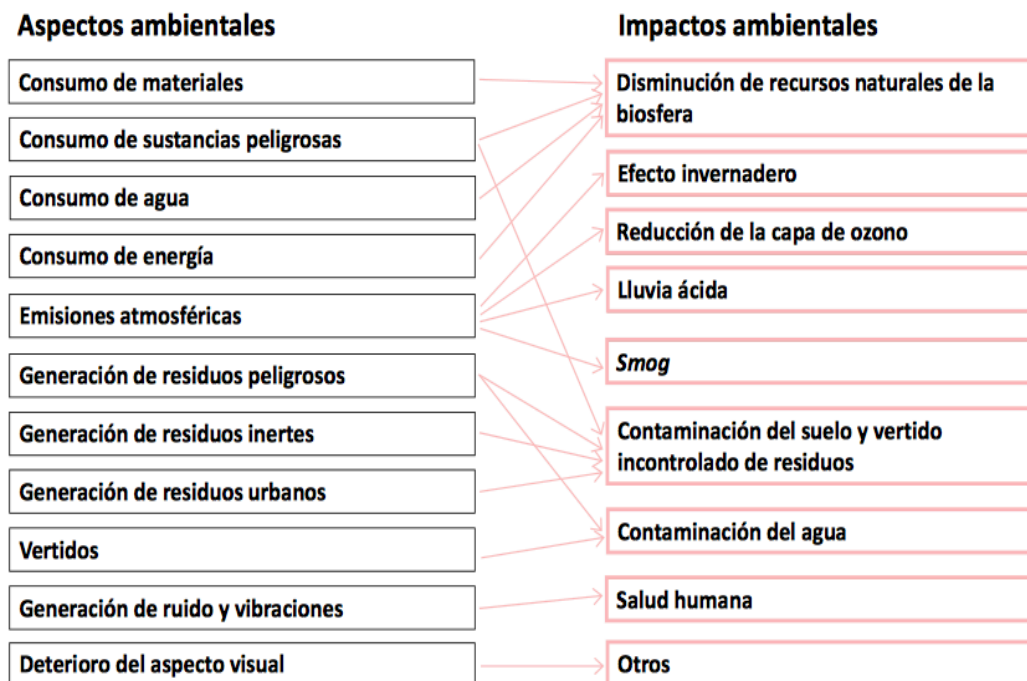 Aspectos ambientales
Consumo de materiales
Consumo de sustancias peligrosas
Consumo de agua
Consumo de energía
Emisiones atmosféricas
Generación de residuos peligrosos
Generación de residuos inertes
Generación de residuos urbanos
Vertidos
Generación de ruido y vibraciones
Deterioro del aspecto visual
Impactos ambientales
Disminución de recursos naturales de la
biosfera
Efecto invernadero
Reducción de la capa de ozono
Lluvia ácida
Smog
Contaminación del suelo y vertido
incontrolado de residuos
Contaminación del agua
Salud humana
Otros